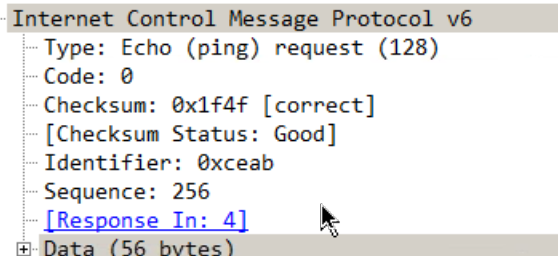 Internet Control Message Protocol v6
Type: Echo (ping) request (128)
Code: 0
Checksum: 0x1f4f [correct]
[Checksum Status: Good]
Identifier: 0xceab
Sequence: 256
[Response In: 4]
Data (56 bytes)